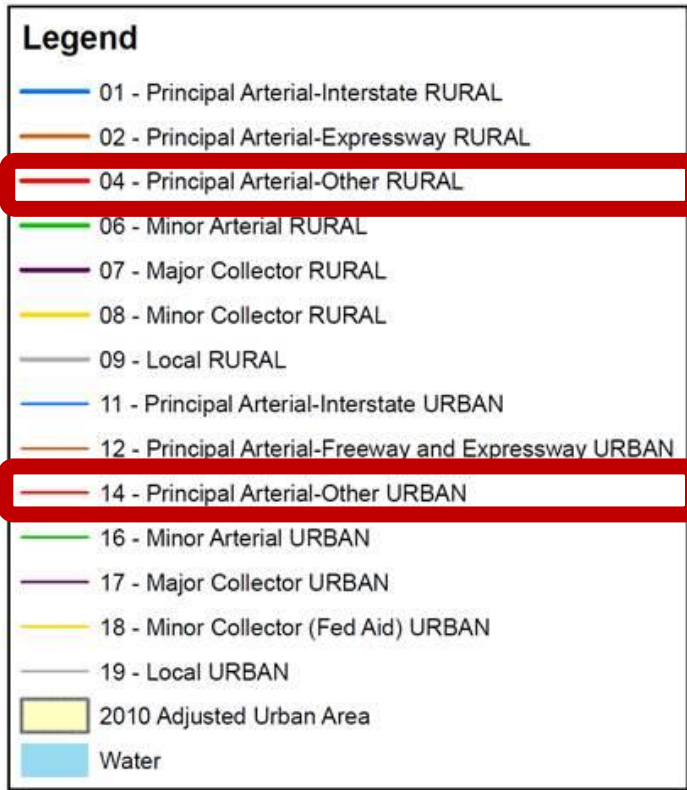 Legend
01 - Principal Arterial-Interstate RURAL
02 - Principal Arterial-Expressway RURAL
04 - Principal Arterial-Other RURAL
06 - Minor Arterial RURAL
07 - Major Collector RURAL
08 - Minor Collector RURAL
09 - Local RURAL
11 - Principal Arterial-Interstate URBAN
12 - Principal Arterial-Freeway and Expressway URBAN
14 - Principal Arterial-Other URBAN
16 - Minor Arterial URBAN
17 - Major Collector URBAN
18 - Minor Collector (Fed Aid) URBAN
19 - Local URBAN
2010 Adjusted Urban Area
Water